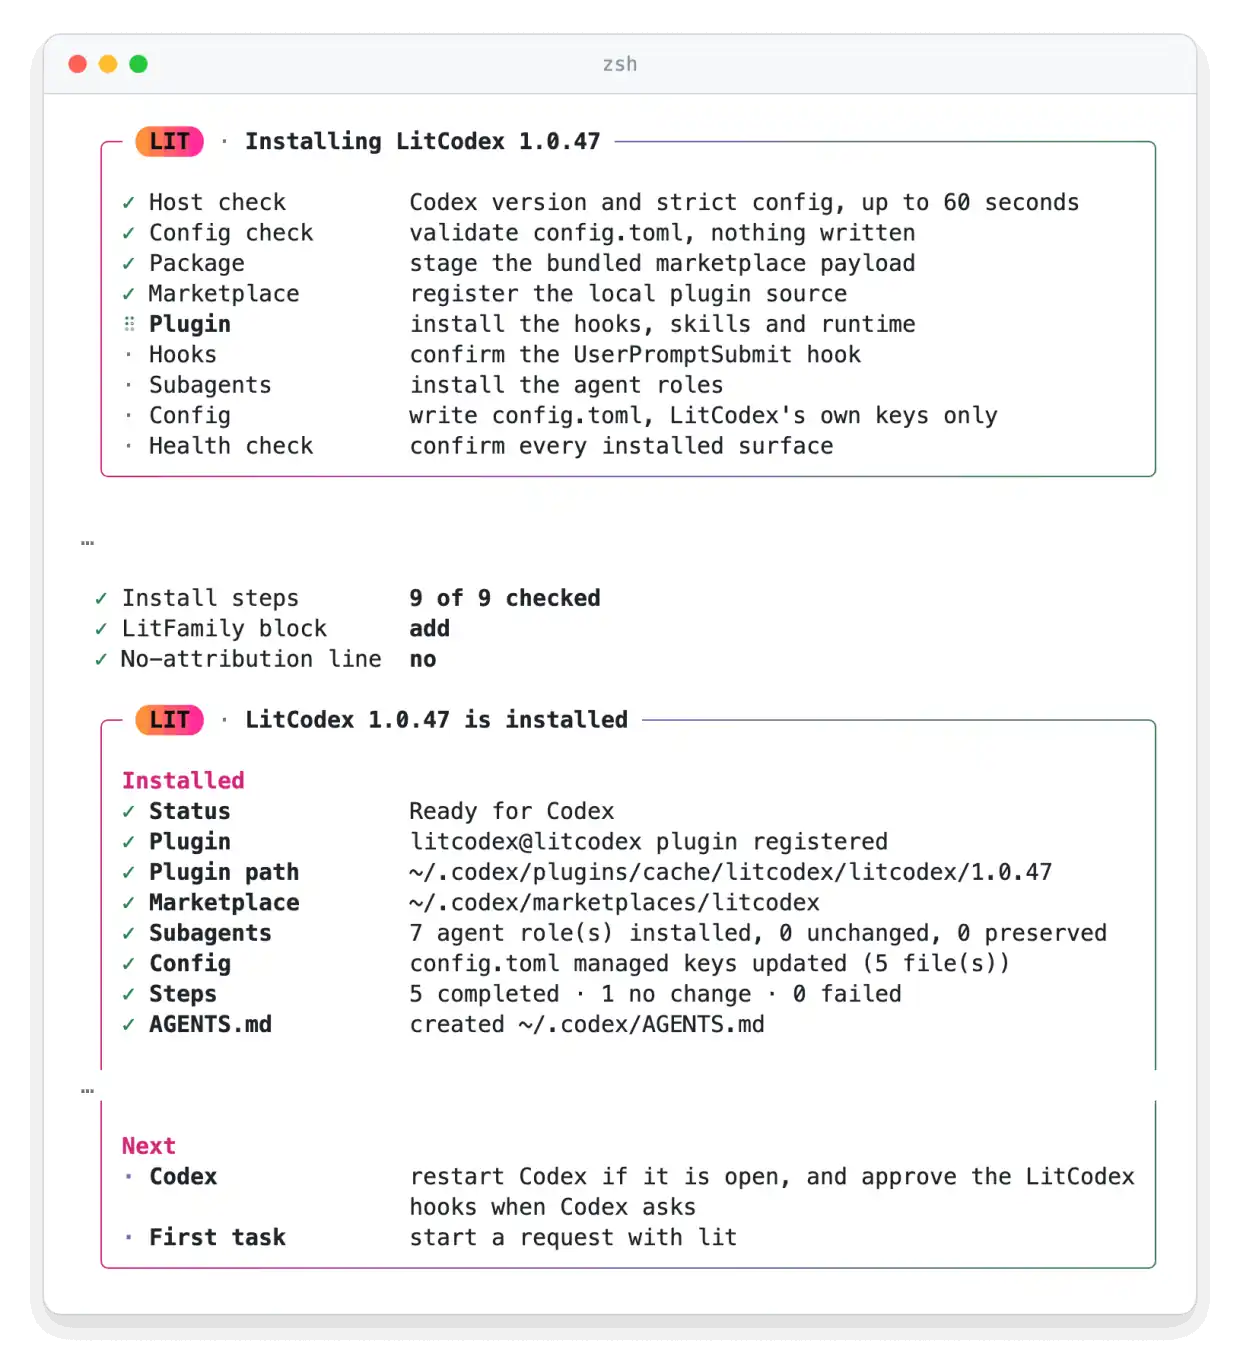 zsh
LIT · Installing LitCodex 1.0.47
✓ Host check Codex version and strict config, up to 60 seconds
✓ Config check validate config.toml, nothing written
✓ Package stage the bundled marketplace payload
✓ Marketplace register the local plugin source
⠿ Plugin install the hooks, skills and runtime
· Hooks confirm the UserPromptSubmit hook
· Subagents install the agent roles
· Config write config.toml, LitCodex's own keys only
· Health check confirm every installed surface
…
✓ Install steps 9 of 9 checked
✓ LitFamily block add
✓ No-attribution line no
LIT · LitCodex 1.0.47 is installed
Installed
✓ Status Ready for Codex
✓ Plugin litcodex@litcodex plugin registered
✓ Plugin path ~/.codex/plugins/cache/litcodex/litcodex/1.0.47
✓ Marketplace ~/.codex/marketplaces/litcodex
✓ Subagents 7 agent role(s) installed, 0 unchanged, 0 preserved
✓ Config config.toml managed keys updated (5 file(s))
✓ Steps 5 completed · 1 no change · 0 failed
✓ AGENTS.md created ~/.codex/AGENTS.md
…
Next
· Codex restart Codex if it is open, and approve the LitCodex
hooks when Codex asks
· First task start a request with lit